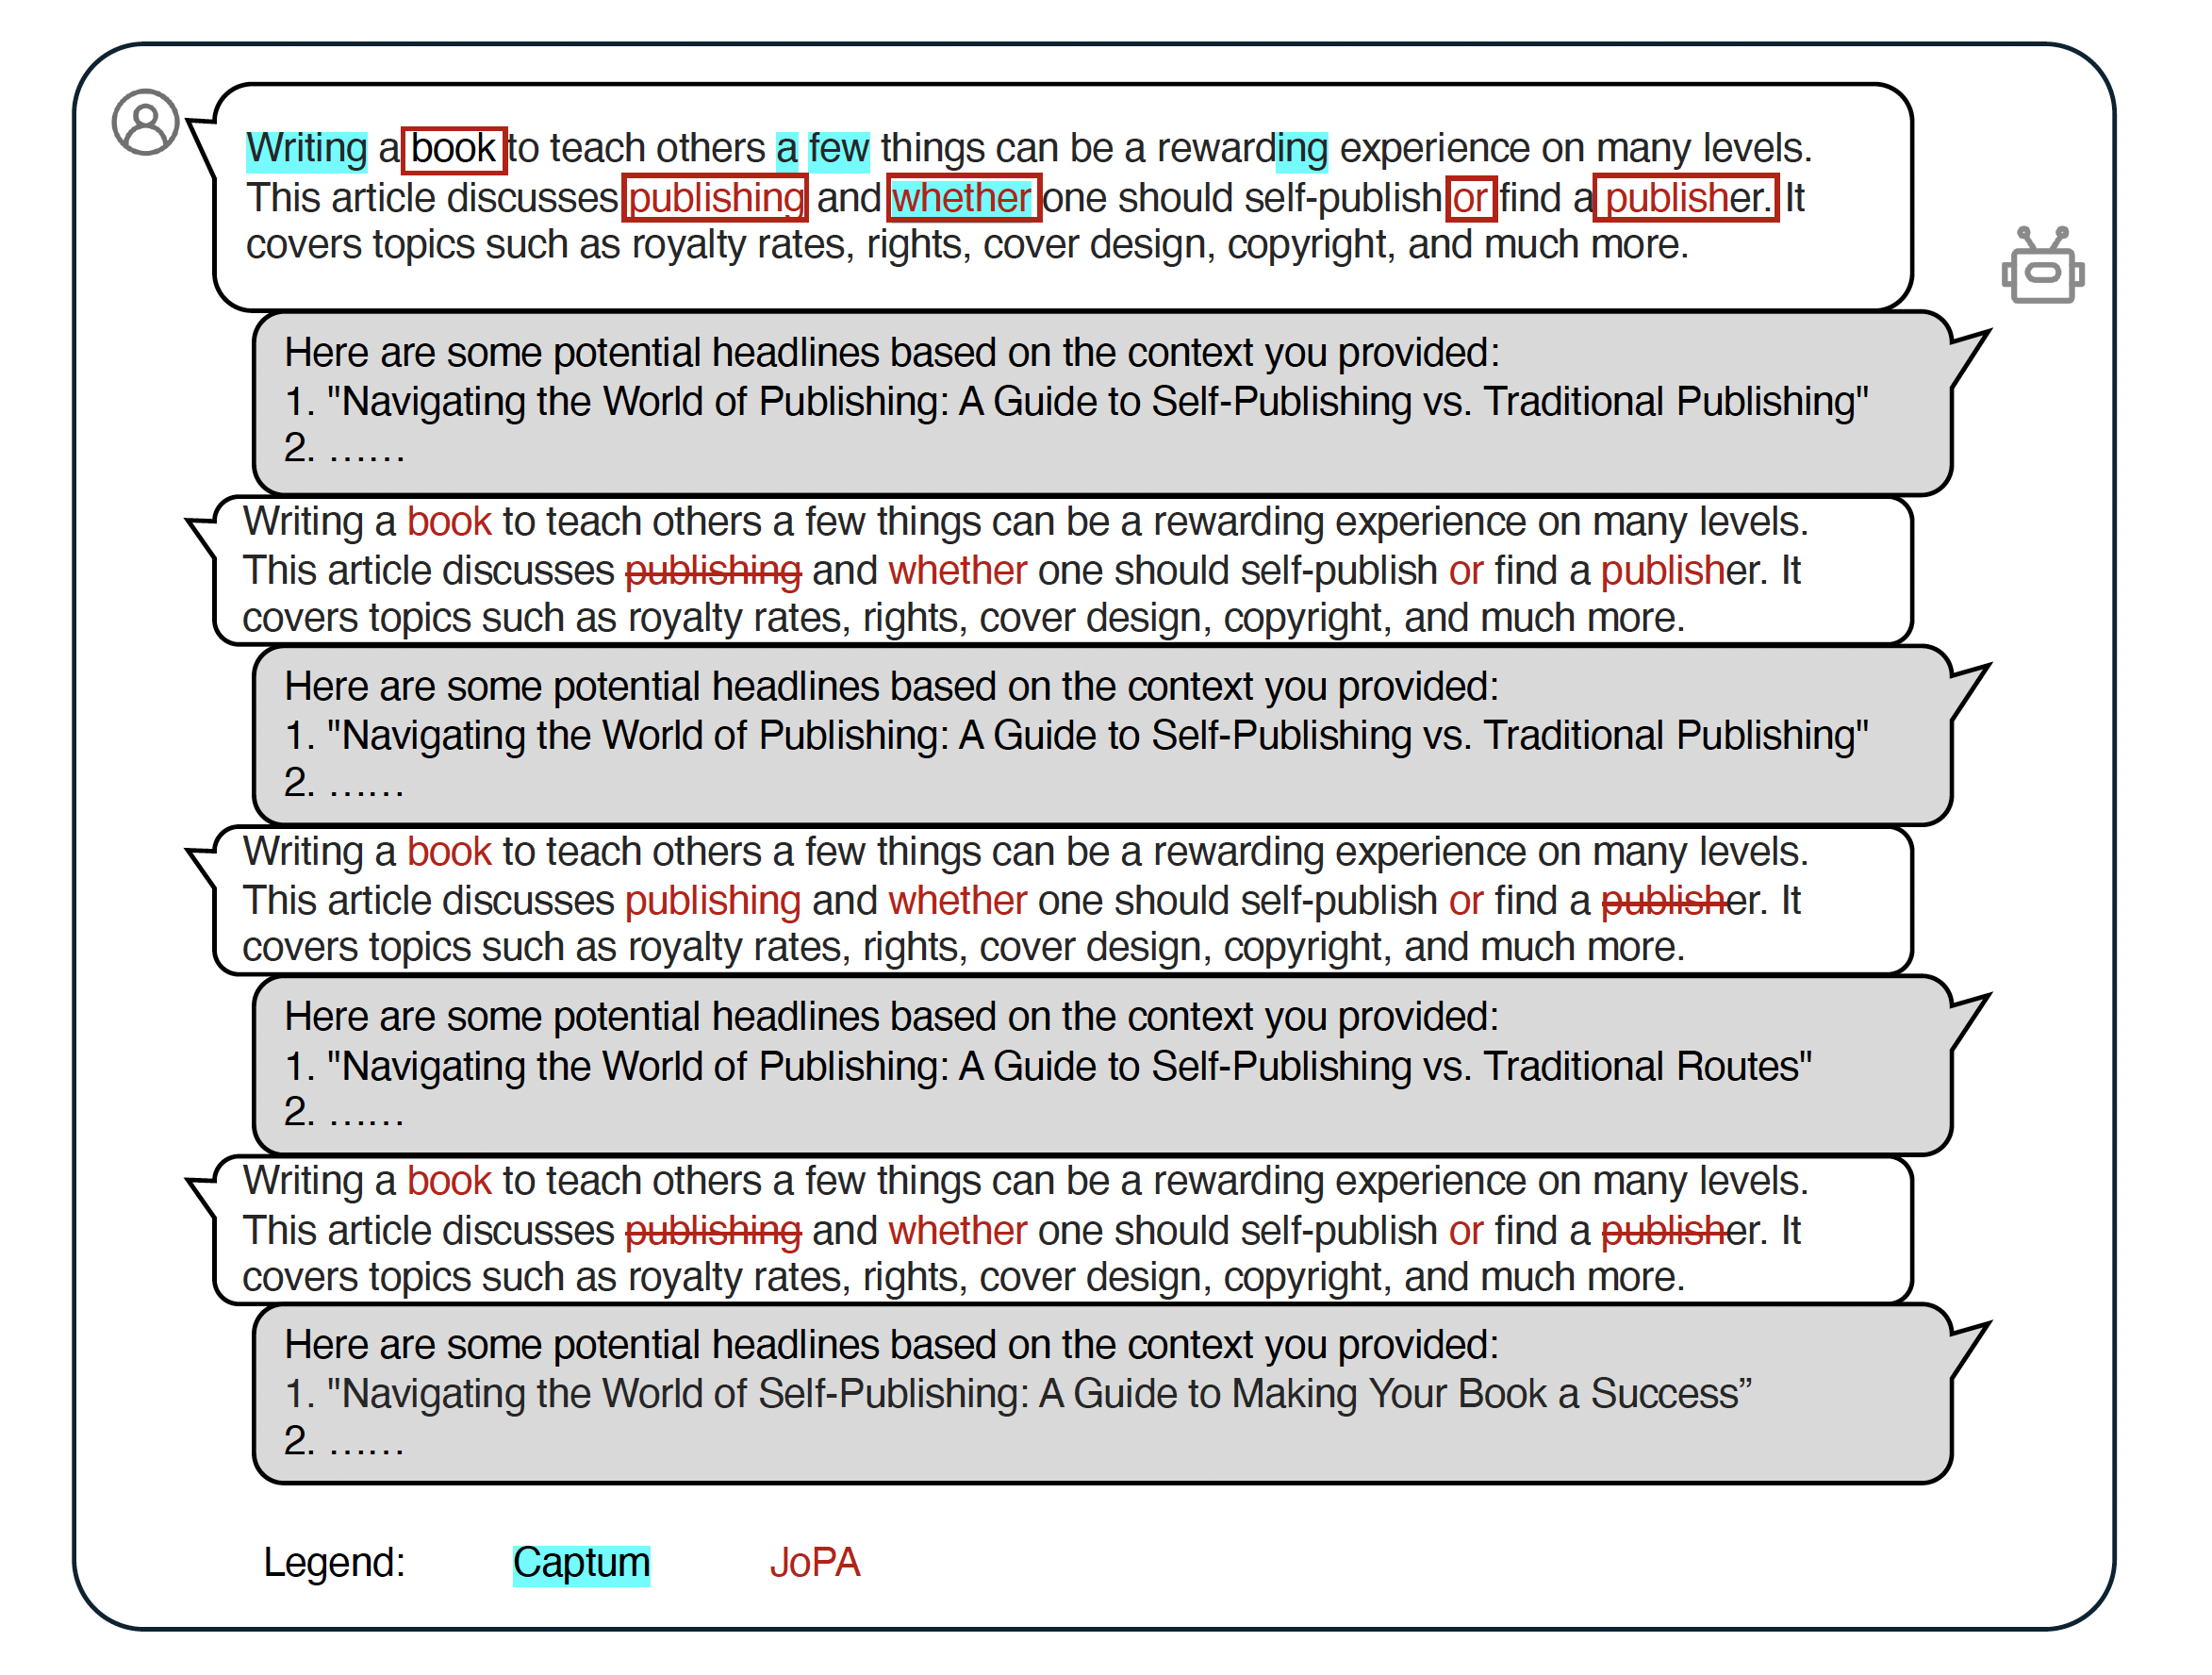 Writing a book to teach others a few things can be a rewarding experience on many levels.
This article discusses publishing and whether one should self-publish or find a publisher. It
covers topics such as royalty rates, rights, cover design, copyright, and much more.
Here are some potential headlines based on the context you provided:
1. "Navigating the World of Publishing: A Guide to Self-Publishing vs. Traditional Publishing"
2. ......
Writing a book to teach others a few things can be a rewarding experience on many levels.
This article discusses publishing and whether one should self-publish or find a publisher. It
covers topics such as royalty rates, rights, cover design, copyright, and much more.
Here are some potential headlines based on the context you provided:
1. "Navigating the World of Publishing: A Guide to Self-Publishing vs. Traditional Publishing"
2. ......
Writing a book to teach others a few things can be a rewarding experience on many levels.
This article discusses publishing and whether one should self-publish or find a publisher. It
covers topics such as royalty rates, rights, cover design, copyright, and much more.
Here are some potential headlines based on the context you provided:
1. "Navigating the World of Publishing: A Guide to Self-Publishing vs. Traditional Routes"
2. ......
Writing a book to teach others a few things can be a rewarding experience on many levels.
This article discusses publishing and whether one should self-publish or find a publisher. It
covers topics such as royalty rates, rights, cover design, copyright, and much more.
Here are some potential headlines based on the context you provided:
1. "Navigating the World of Self-Publishing: A Guide to Making Your Book a Success”
2. ......
Legend: Captum JoPA